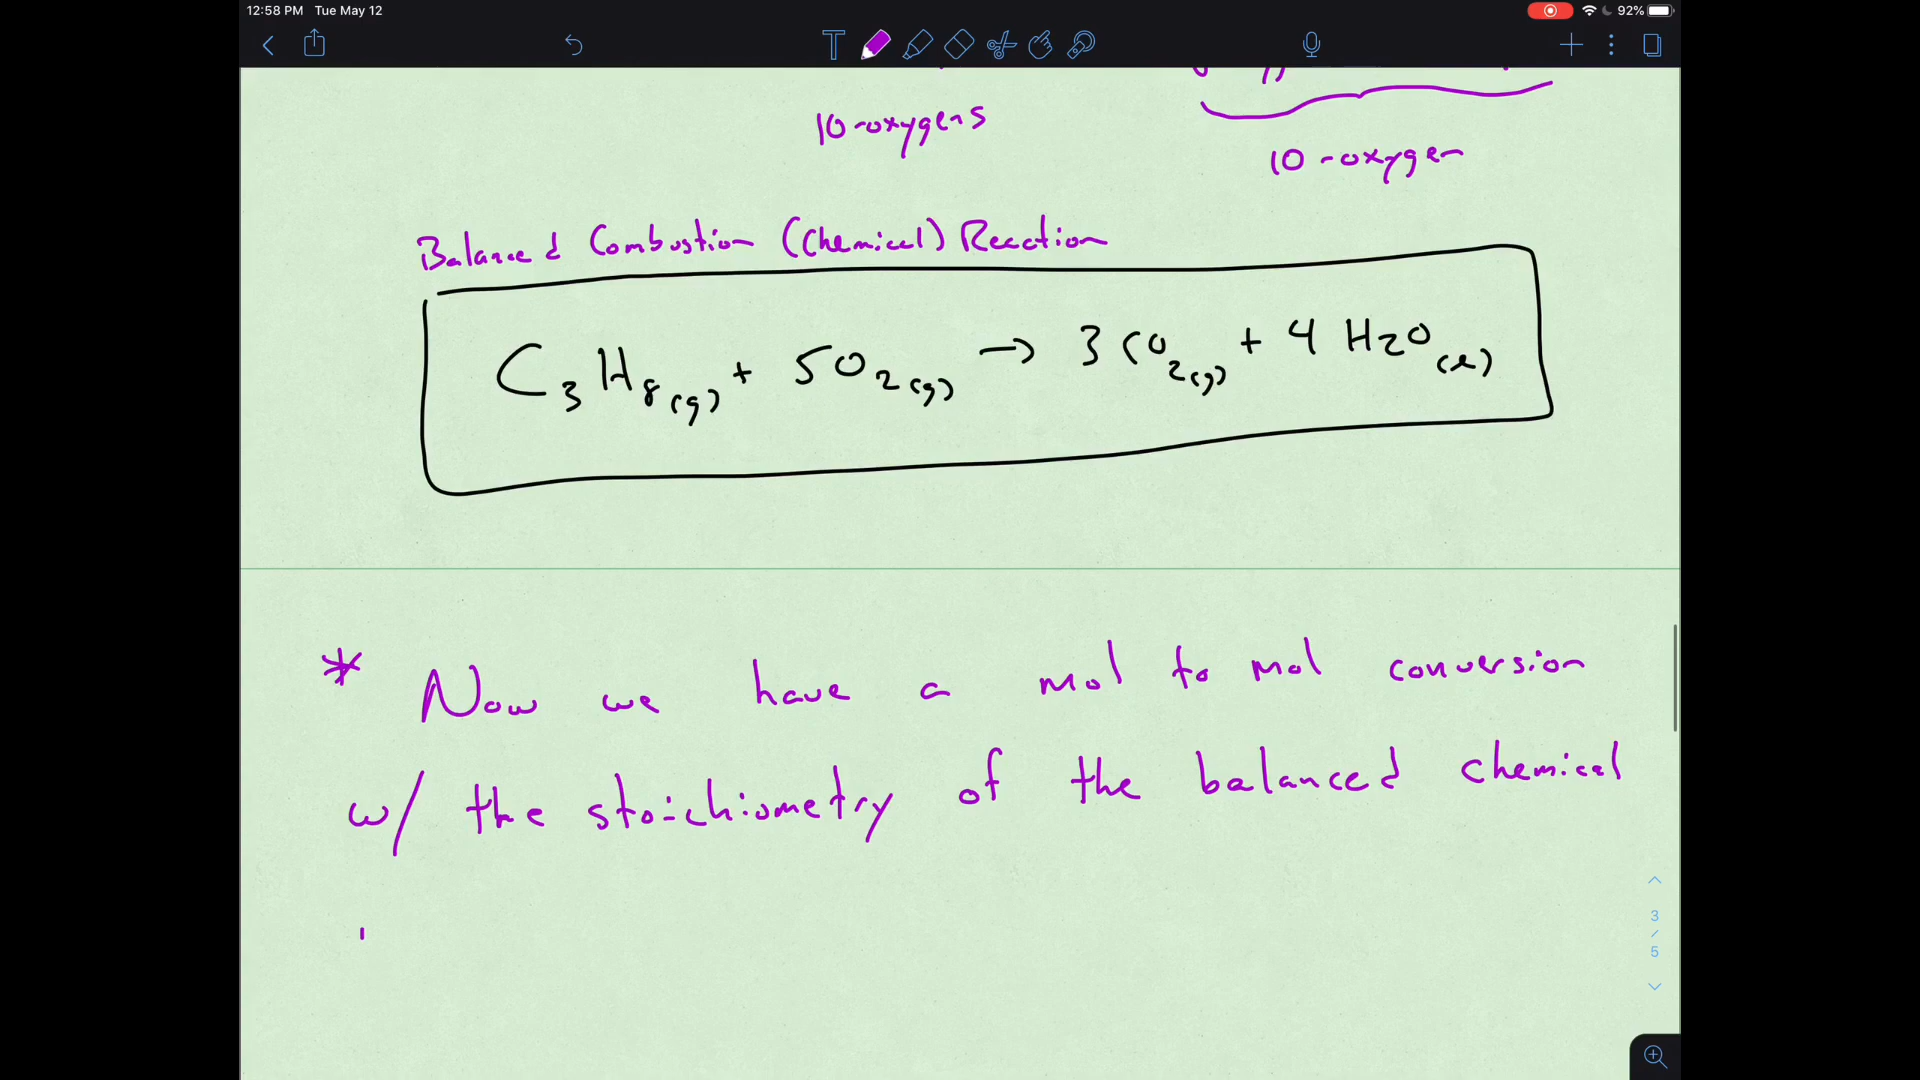 12:58 PM Tue May 12
92%
T
10-oxygens
10-oxygen
Balanced Combustion (Chemical) Reaction
C₃H₈(g) + 5O₂(g) → 3CO₂(g) + 4H₂O(l)
* Now we have a mol to mol conversion
w/ the stoichiometry of the balanced chemical
3
/
5